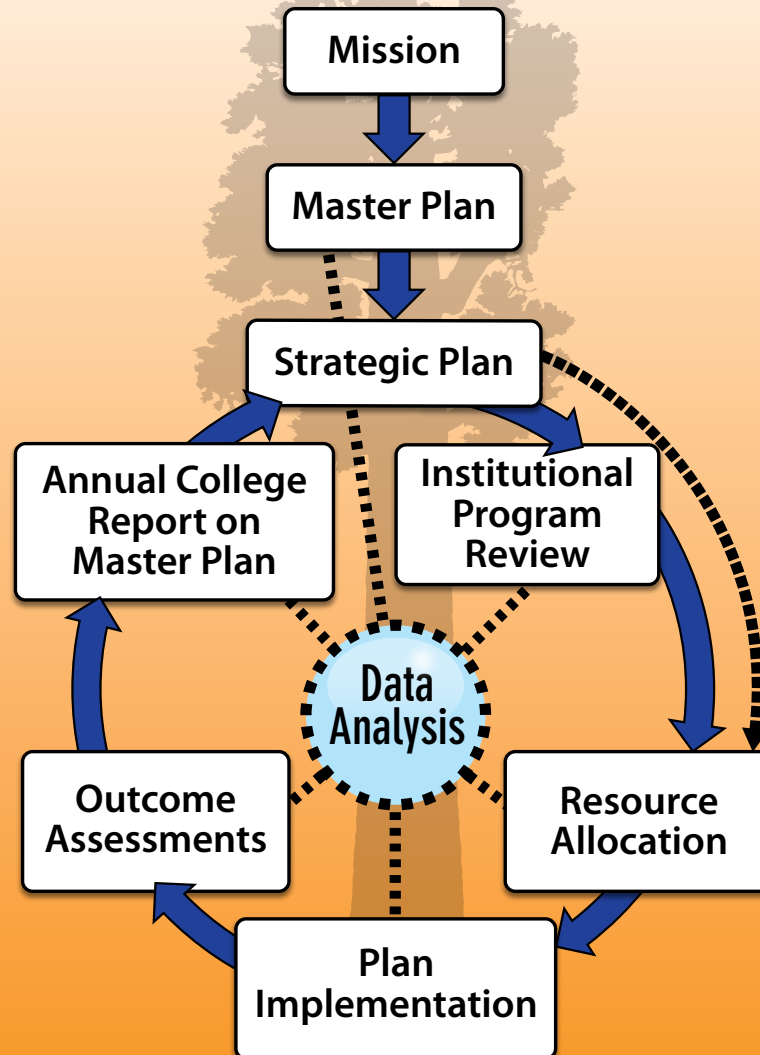 Mission
Master Plan
Strategic Plan
Annual College
Report on
Master Plan
Institutional
Program
Review
Data
Analysis
Outcome
Assessments
Resource
Allocation
Plan
Implementation